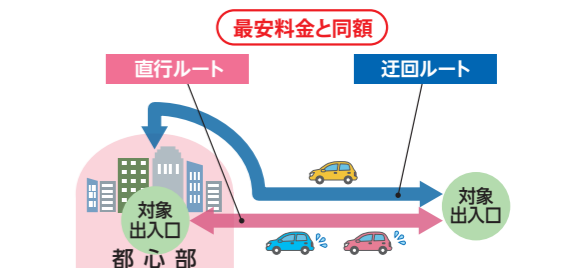 最安料金と同額
直行ルート
迂回ルート
対象
出入口
対象
出入口
都心部